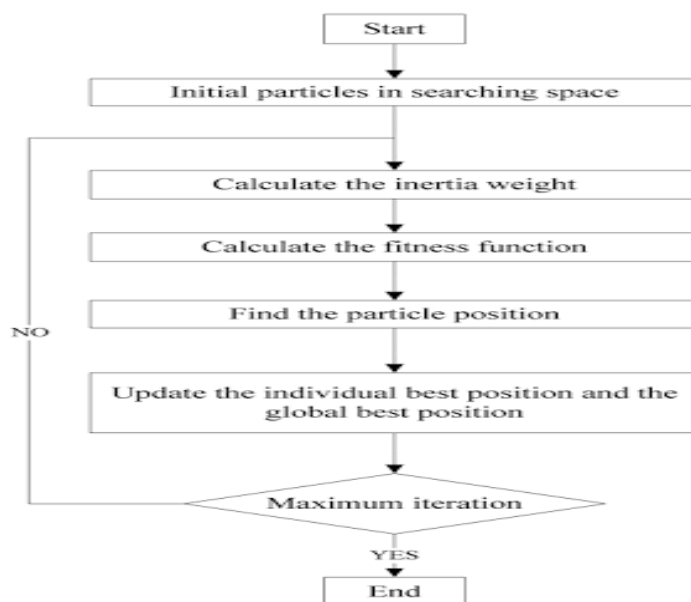 Start
Initial particles in searching space
Calculate the inertia weight
Calculate the fitness function
Find the particle position
NO
Update the individual best position and the
global best position
Maximum iteration
YES
End